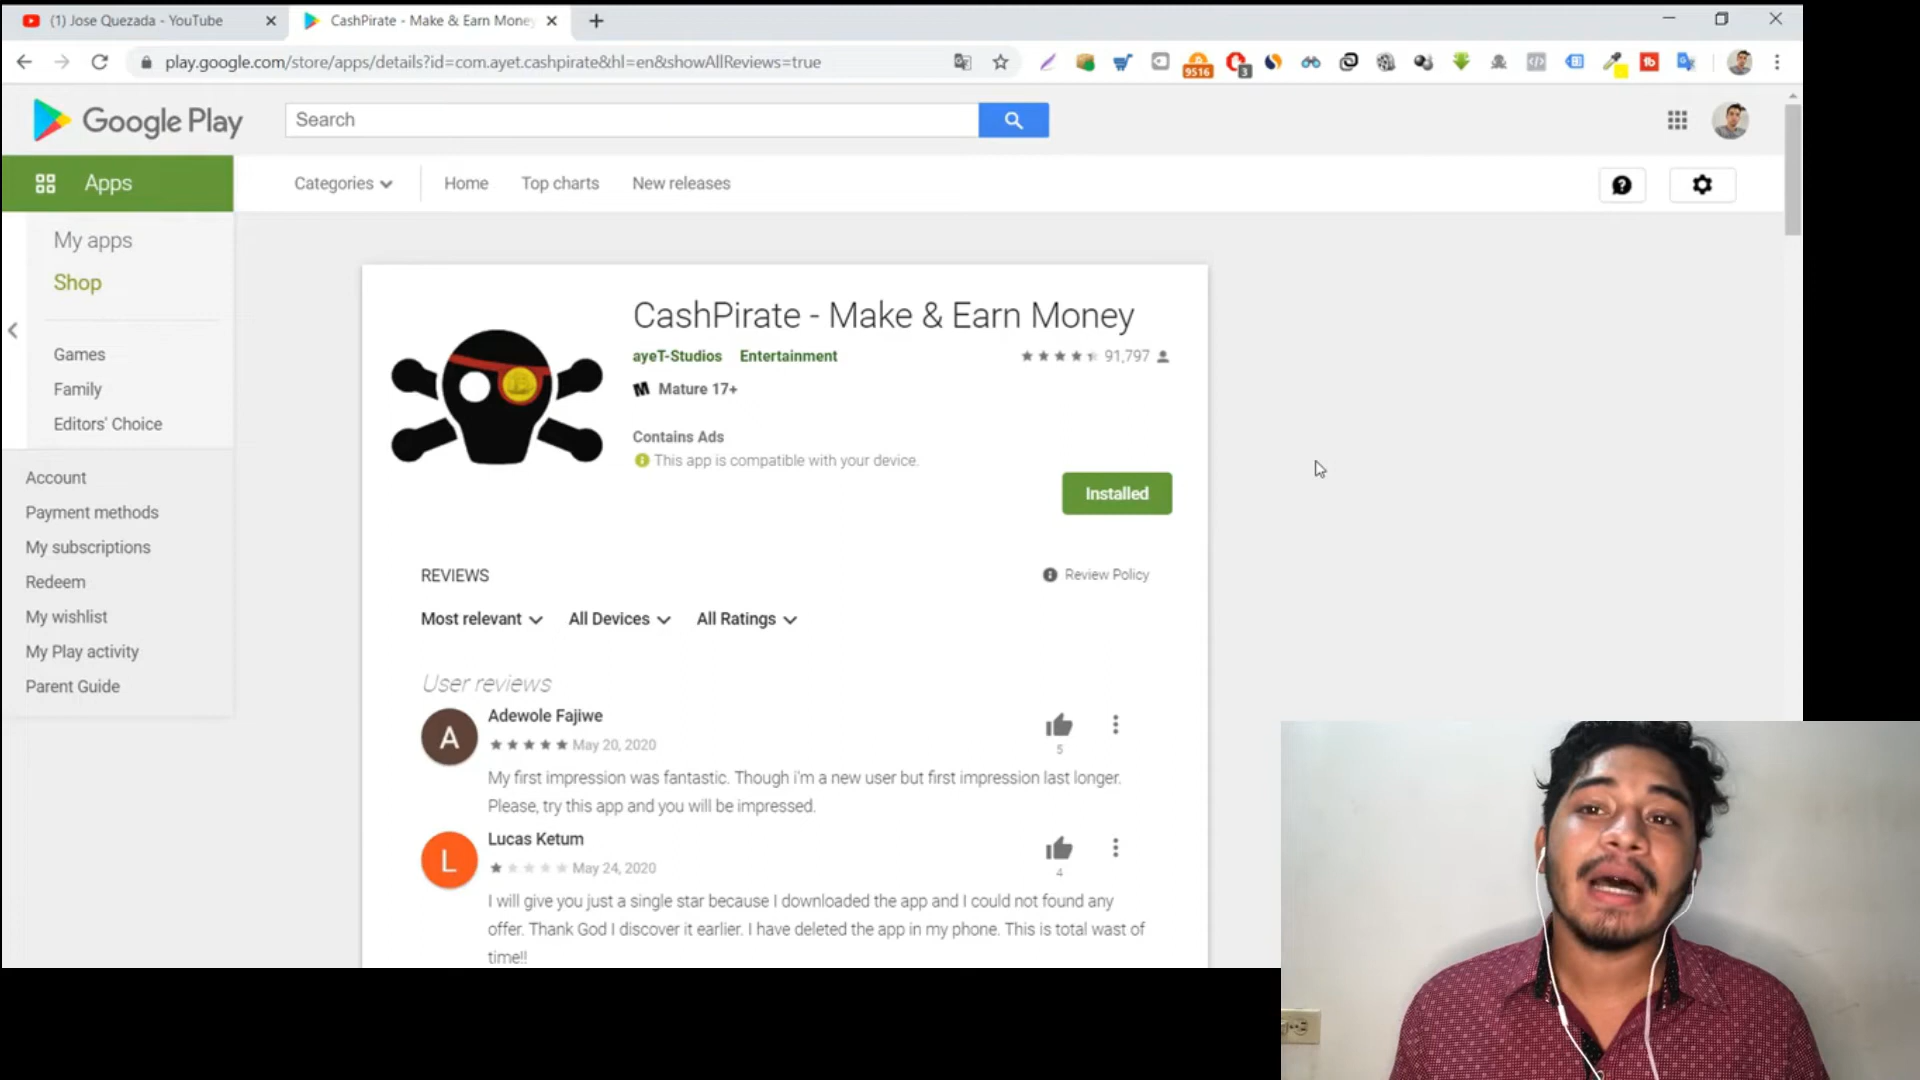 (1) Jose Quezada - YouTube
CashPirate - Make & Earn Money
play.google.com/store/apps/details?id=com.ayet.cashpirate&hl=en&showAllReviews=true
9516
3
Google Play
Search
Apps
Categories
Home
Top charts
New releases
My apps
Shop
Games
Family
Editors' Choice
Account
Payment methods
My subscriptions
Redeem
My wishlist
My Play activity
Parent Guide
CashPirate - Make & Earn Money
ayeT-Studios Entertainment
91,797
Mature 17+
Contains Ads
This app is compatible with your device.
Installed
REVIEWS
Review Policy
Most relevant
All Devices
All Ratings
User reviews
A
Adewole Fajiwe
May 20, 2020
5
My first impression was fantastic. Though i'm a new user but first impression last longer.
Please, try this app and you will be impressed.
L
Lucas Ketum
May 24, 2020
4
I will give you just a single star because I downloaded the app and I could not found any
offer. Thank God I discover it earlier. I have deleted the app in my phone. This is total wast of
time!!